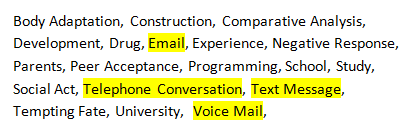 Body Adaptation, Construction, Comparative Analysis,
Development, Drug, Email, Experience, Negative Response,
Parents, Peer Acceptance, Programming, School, Study,
Social Act, Telephone Conversation, Text Message,
Tempting Fate, University, Voice Mail,